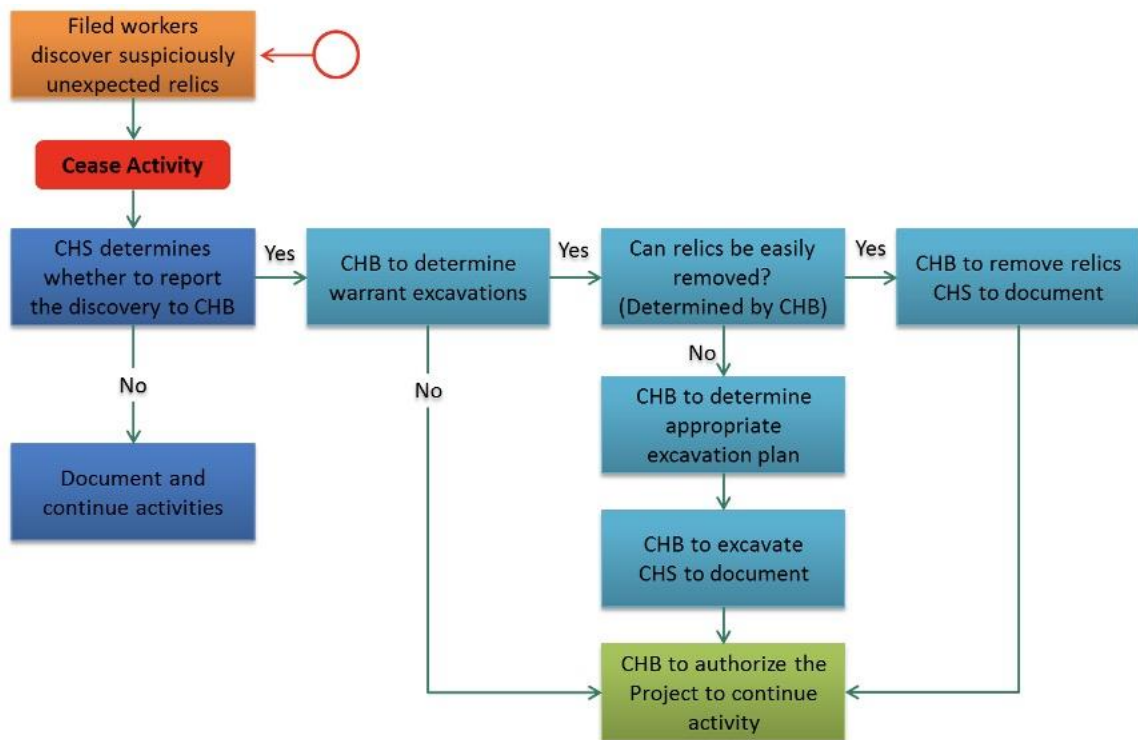 Filed workers
discover suspiciously
unexpected relics
Cease Activity
CHS determines
whether to report
the discovery to CHB
Yes
CHB to determine
warrant excavations
Yes
Can relics be easily
removed?
(Determined by CHB)
Yes
CHB to remove relics
CHS to document
No
No
No
Document and
continue activities
CHB to determine
appropriate
excavation plan
CHB to excavate
CHS to document
CHB to authorize the
Project to continue
activity